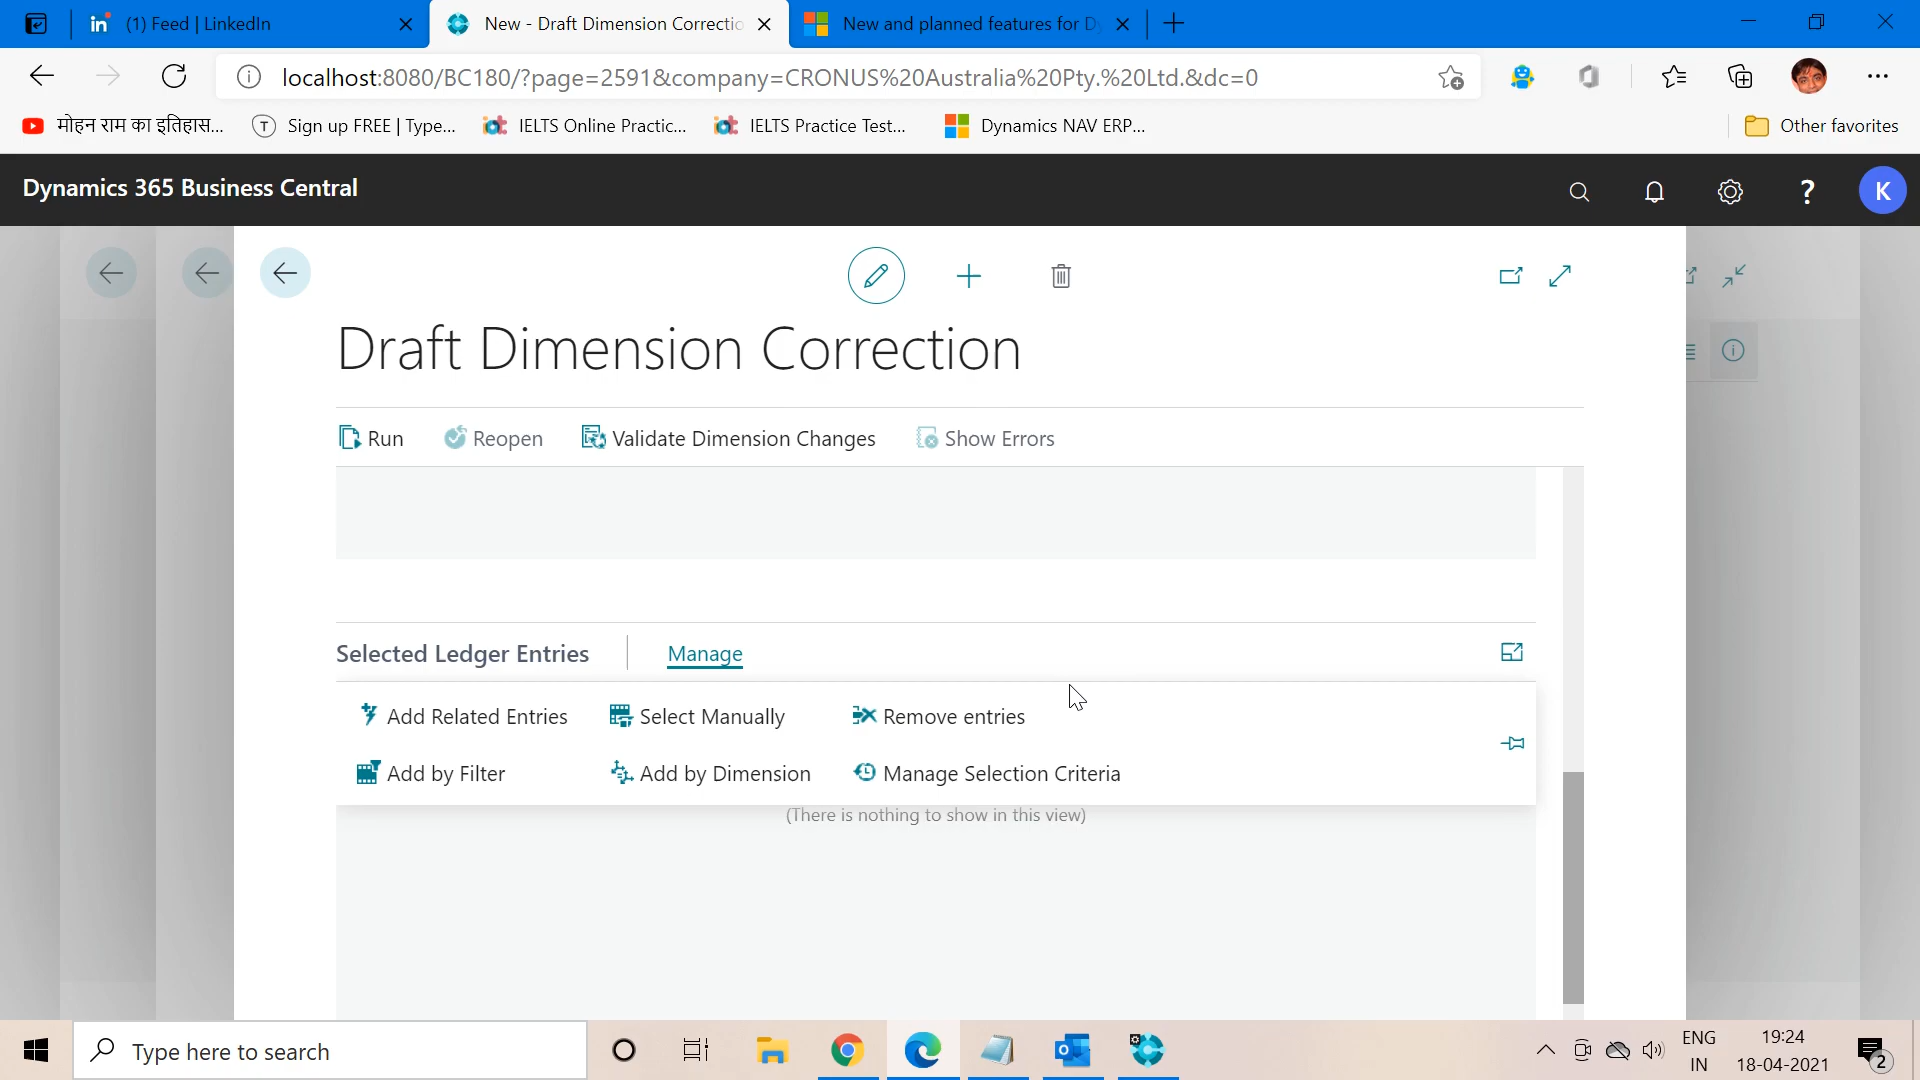 (1) Feed | LinkedIn
New - Draft Dimension Correctio
New and planned features for Dy
localhost:8080/BC180/?page=2591&company=CRONUS%20Australia%20Pty.%20Ltd.&dc=0
मोहन राम का इतिहास...
Sign up FREE | Type...
IELTS Online Practic...
IELTS Practice Test...
Dynamics NAV ERP...
Other favorites
Dynamics 365 Business Central
K
Draft Dimension Correction
Run
Reopen
Validate Dimension Changes
Show Errors
Selected Ledger Entries
Manage
Add Related Entries
Select Manually
Remove entries
Add by Filter
Add by Dimension
Manage Selection Criteria
(There is nothing to show in this view)
Type here to search
ENG
IN
19:24
18-04-2021
2